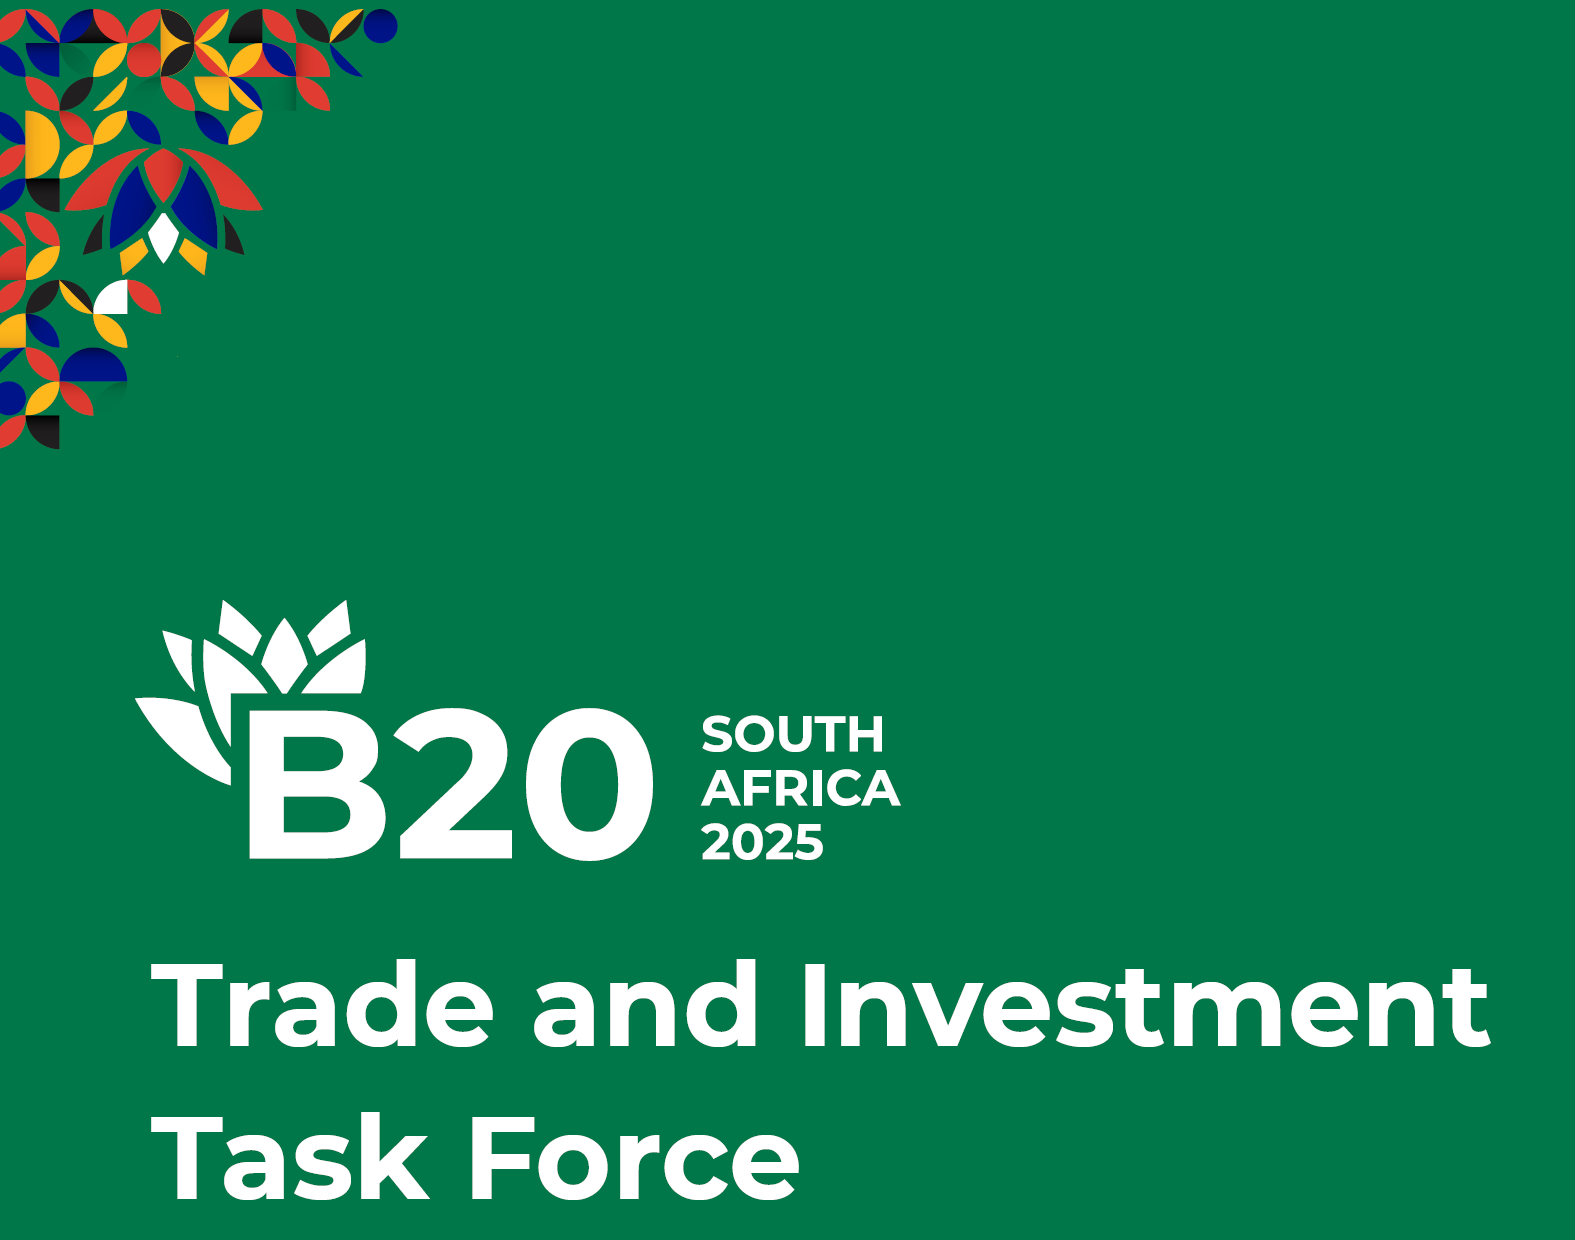 B20
SOUTH
AFRICA
2025
Trade and Investment
Task Force